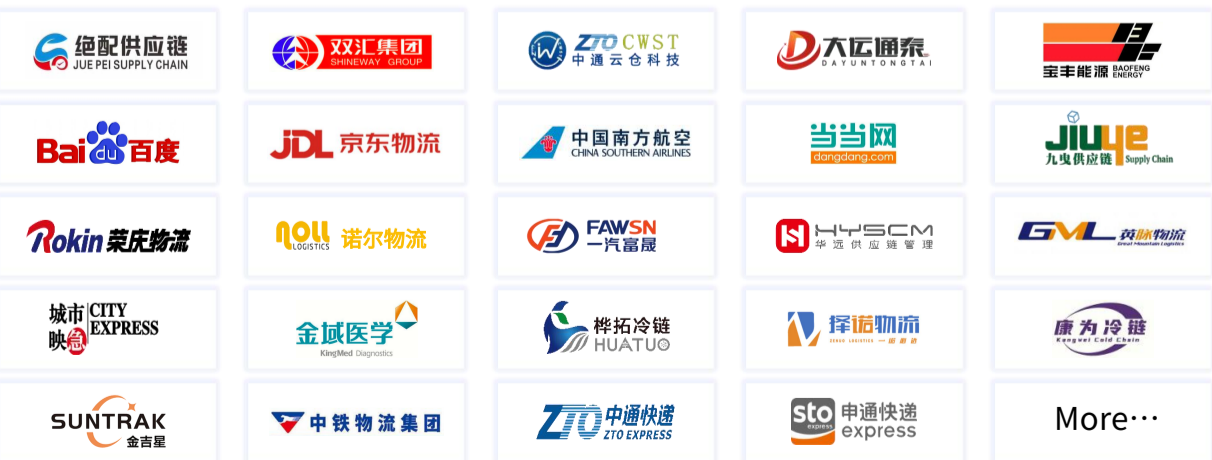 绝配供应链
JUE PEI SUPPLY CHAIN
双汇集团
SHINEWAY GROUP
ZTO CWST
中通云仓科技
大运通泰
DAYUNTONGTAI
宝丰能源 BAOFENG ENERGY
Bai du 百度
JDL 京东物流
中国南方航空
CHINA SOUTHERN AIRLINES
当当网
dangdang.com
JIUYE
九曳供应链 Supply Chain
Rokin 荣庆物流
noll
LOGISTICS
诺尔物流
FAWSN
一汽富晟
HYSCM
华远供应链管理
GML 英脉物流
Great Mountain Logistics
城市映急
CITY EXPRESS
金域医学
KingMed Diagnostics
桦拓冷链
HUATUO
择诺物流
康为冷链
Kangwei Cold Chain
SUNTRAK
金吉星
中铁物流集团
ZTO 中通快递
ZTO EXPRESS
sto
express
申通快递
express
More…